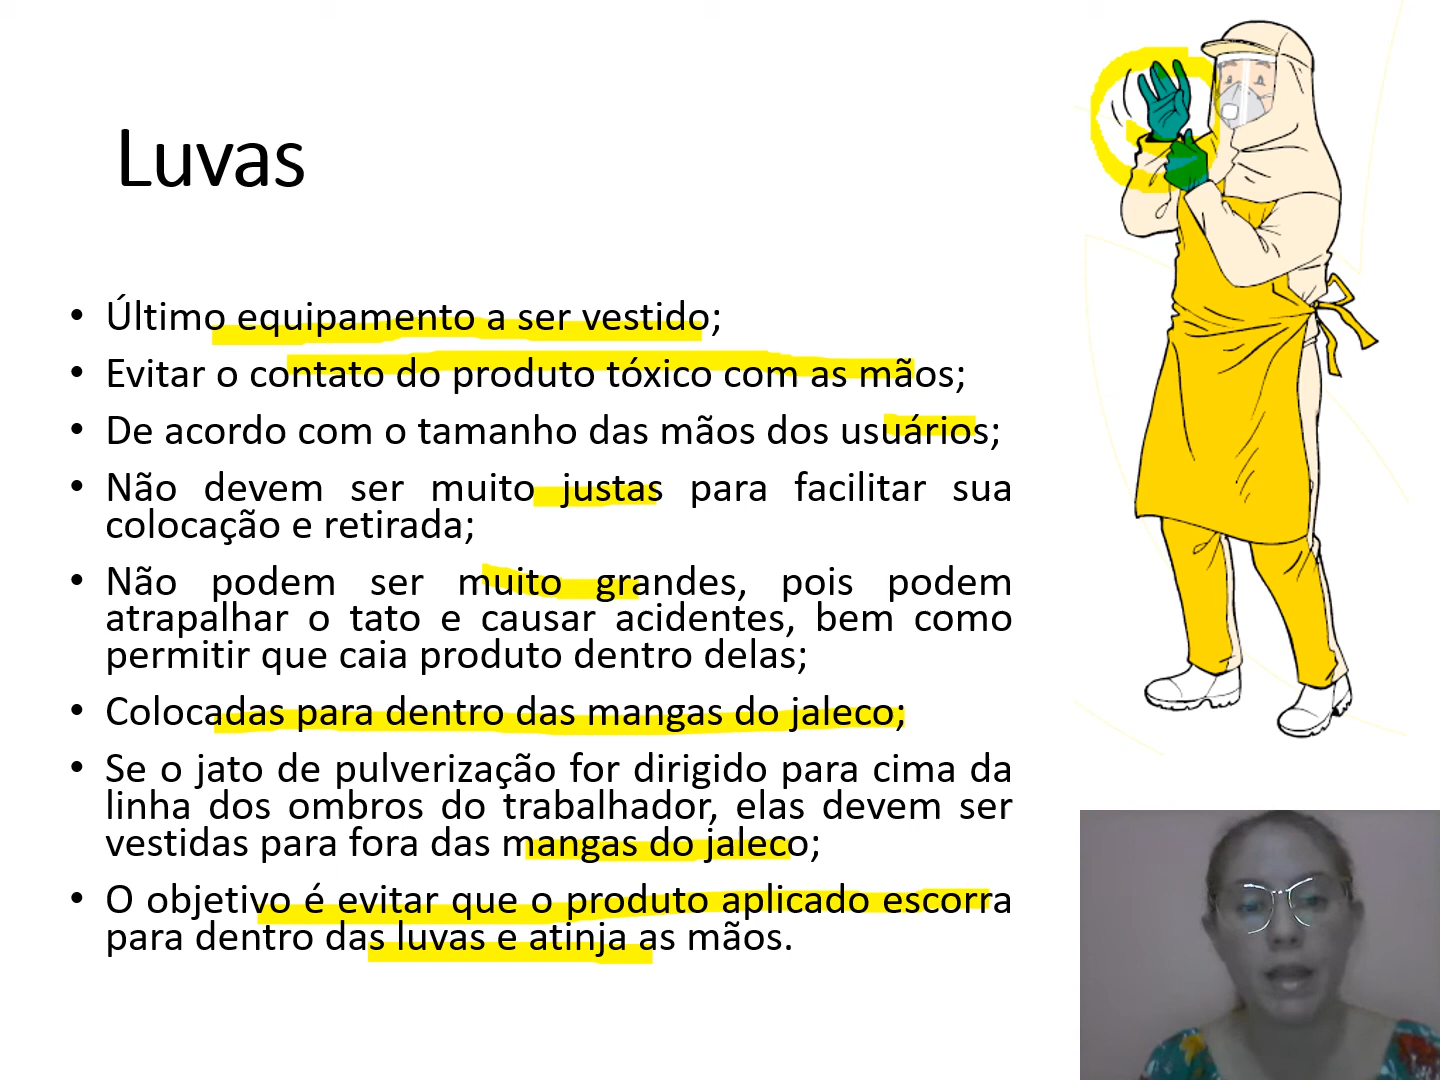 Luvas
• Último equipamento a ser vestido;
• Evitar o contato do produto tóxico com as mãos;
• De acordo com o tamanho das mãos dos usuários;
• Não devem ser muito justas para facilitar sua
colocação e retirada;
• Não podem ser muito grandes, pois podem
atrapalhar o tato e causar acidentes, bem como
permitir que caia produto dentro delas;
• Colocadas para dentro das mangas do jaleco;
• Se o jato de pulverização for dirigido para cima da
linha dos ombros do trabalhador, elas devem ser
vestidas para fora das mangas do jaleco;
• O objetivo é evitar que o produto aplicado escorra
para dentro das luvas e atinja as mãos.